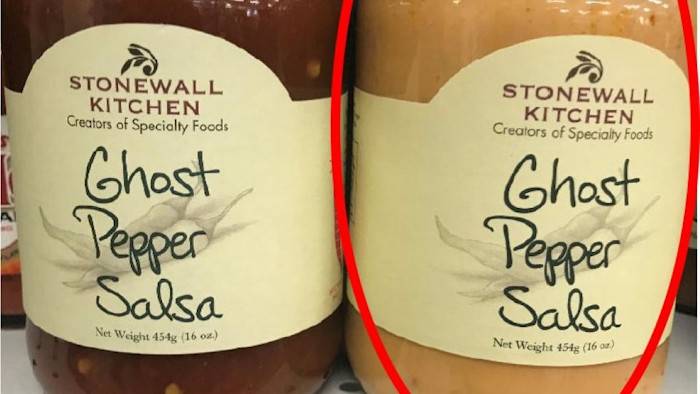 STONEWALL
KITCHEN
Creators of Specialty Foods
Ghost
Pepper
Salsa
Net Weight 454g (16 oz.)
STONEWALL
KITCHEN
Creators of Specialty Foods
Ghost
Pepper
Salsa
Net Weight 454g (16 oz.)